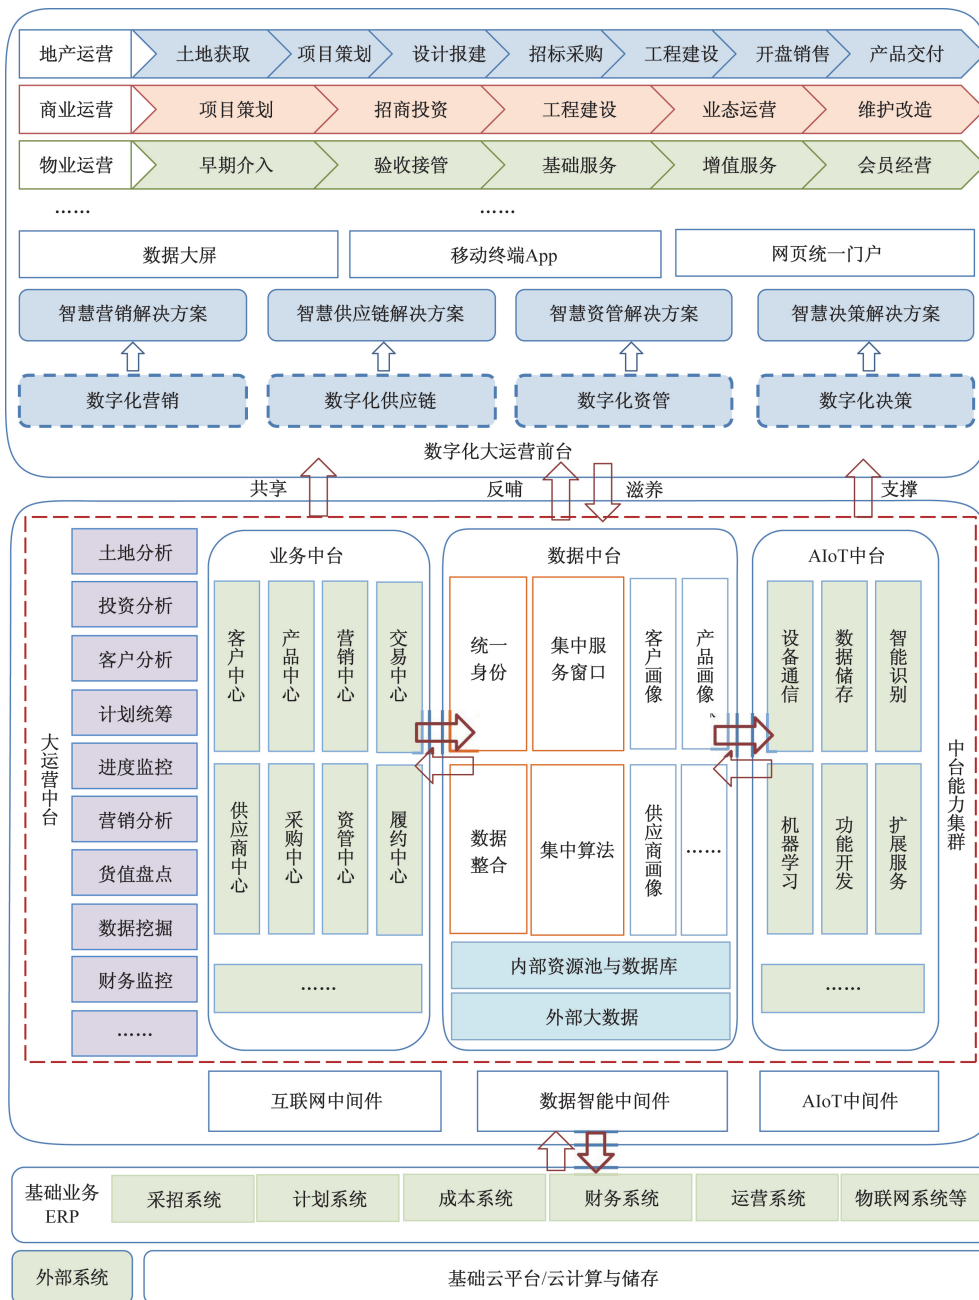 地产运营 土地获取 项目策划 设计报建 招标采购 工程建设 开盘销售 产品交付
商业运营 项目策划 招商投资 工程建设 业态运营 维护改造
物业运营 早期介入 验收接管 基础服务 增值服务 会员经营
…… ……
数据大屏 移动终端App 网页统一门户
智慧营销解决方案 智慧供应链解决方案 智慧资管解决方案 智慧决策解决方案
数字化营销 数字化供应链 数字化资管 数字化决策
数字化大运营前台
共享 反哺 滋养 支撑
大运营中台
土地分析
投资分析
客户分析
计划统筹
进度监控
营销分析
货值盘点
数据挖掘
财务监控
……
业务中台
客户中心 产品中心 营销中心 交易中心
供应商中心 采购中心 资管中心 履约中心
……
数据中台
统一
身份
集中服
务窗口
客户画像 产品画像
数据
整合
集中算法
供应商画像 ……
内部资源池与数据库
外部大数据
AIoT中台
设备通信 数据储存 智能识别
机器学习 功能开发 扩展服务
……
中台能力集群
互联网中间件 数据智能中间件 AIoT中间件
基础业务
ERP
采招系统 计划系统 成本系统 财务系统 运营系统 物联网系统等
外部系统 基础云平台/云计算与储存